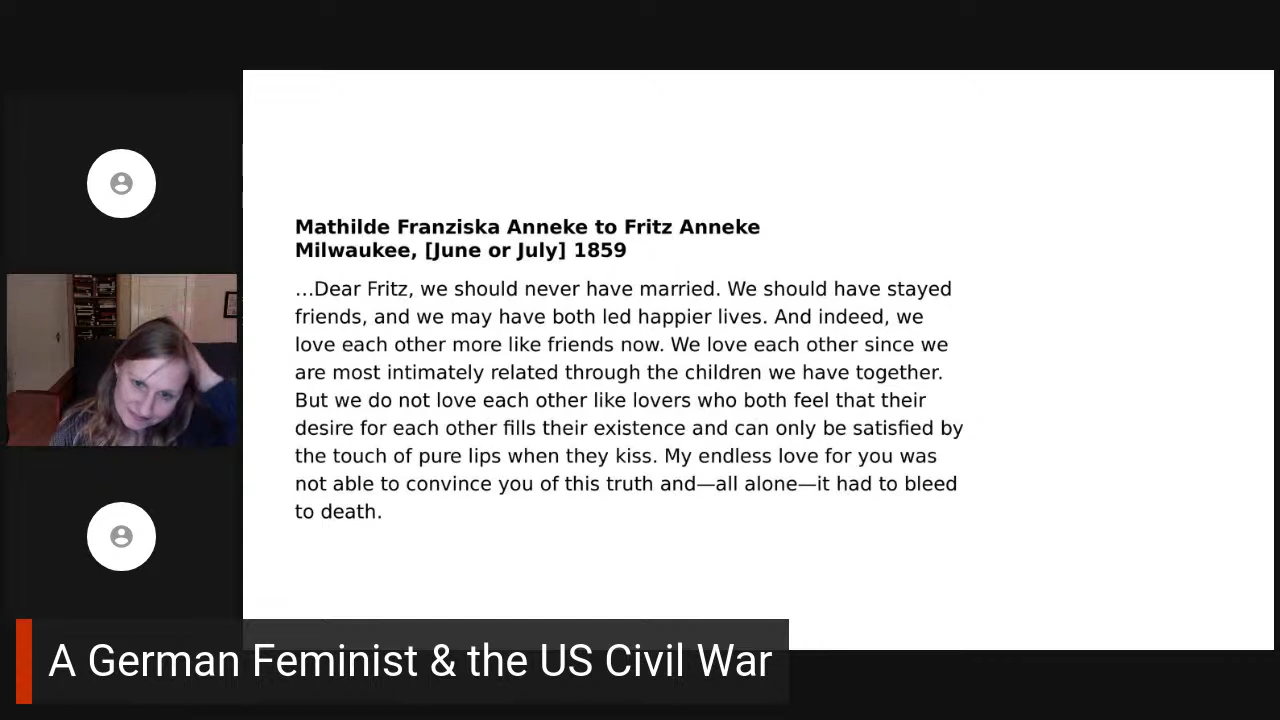 Mathilde Franziska Anneke to Fritz Anneke
Milwaukee, [June or July] 1859
…Dear Fritz, we should never have married. We should have stayed
friends, and we may have both led happier lives. And indeed, we
love each other more like friends now. We love each other since we
are most intimately related through the children we have together.
But we do not love each other like lovers who both feel that their
desire for each other fills their existence and can only be satisfied by
the touch of pure lips when they kiss. My endless love for you was
not able to convince you of this truth and—all alone—it had to bleed
to death.
A German Feminist & the US Civil War